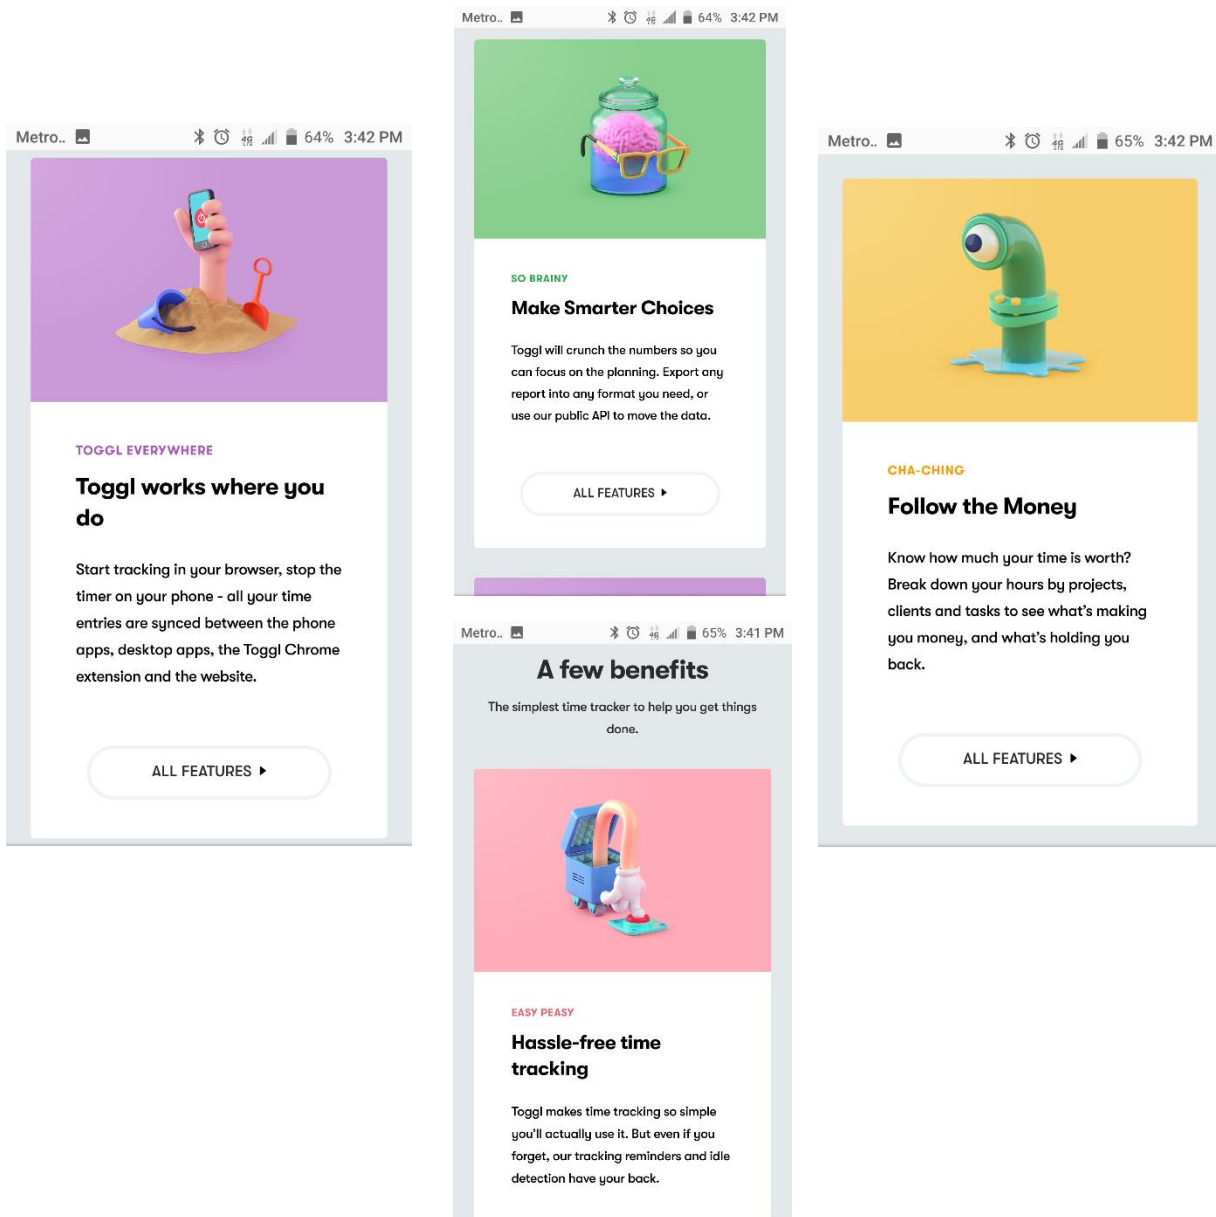 Metro.. 64% 3:42 PM
TOGGL EVERYWHERE
Toggl works where you
do
Start tracking in your browser, stop the
timer on your phone - all your time
entries are synced between the phone
apps, desktop apps, the Toggl Chrome
extension and the website.
ALL FEATURES
Metro.. 4G LTE 64% 3:42 PM
SO BRAINY
Make Smarter Choices
Toggl will crunch the numbers so you
can focus on the planning. Export any
report into any format you need, or
use our public API to move the data.
ALL FEATURES
Metro.. 4G LTE 65% 3:41 PM
A few benefits
The simplest time tracker to help you get things
done.
EASY PEASY
Hassle-free time
tracking
Toggl makes time tracking so simple
you'll actually use it. But even if you
forget, our tracking reminders and idle
detection have your back.
Metro.. 4G LTE 65% 3:42 PM
CHA-CHING
Follow the Money
Know how much your time is worth?
Break down your hours by projects,
clients and tasks to see what's making
you money, and what's holding you
back.
ALL FEATURES